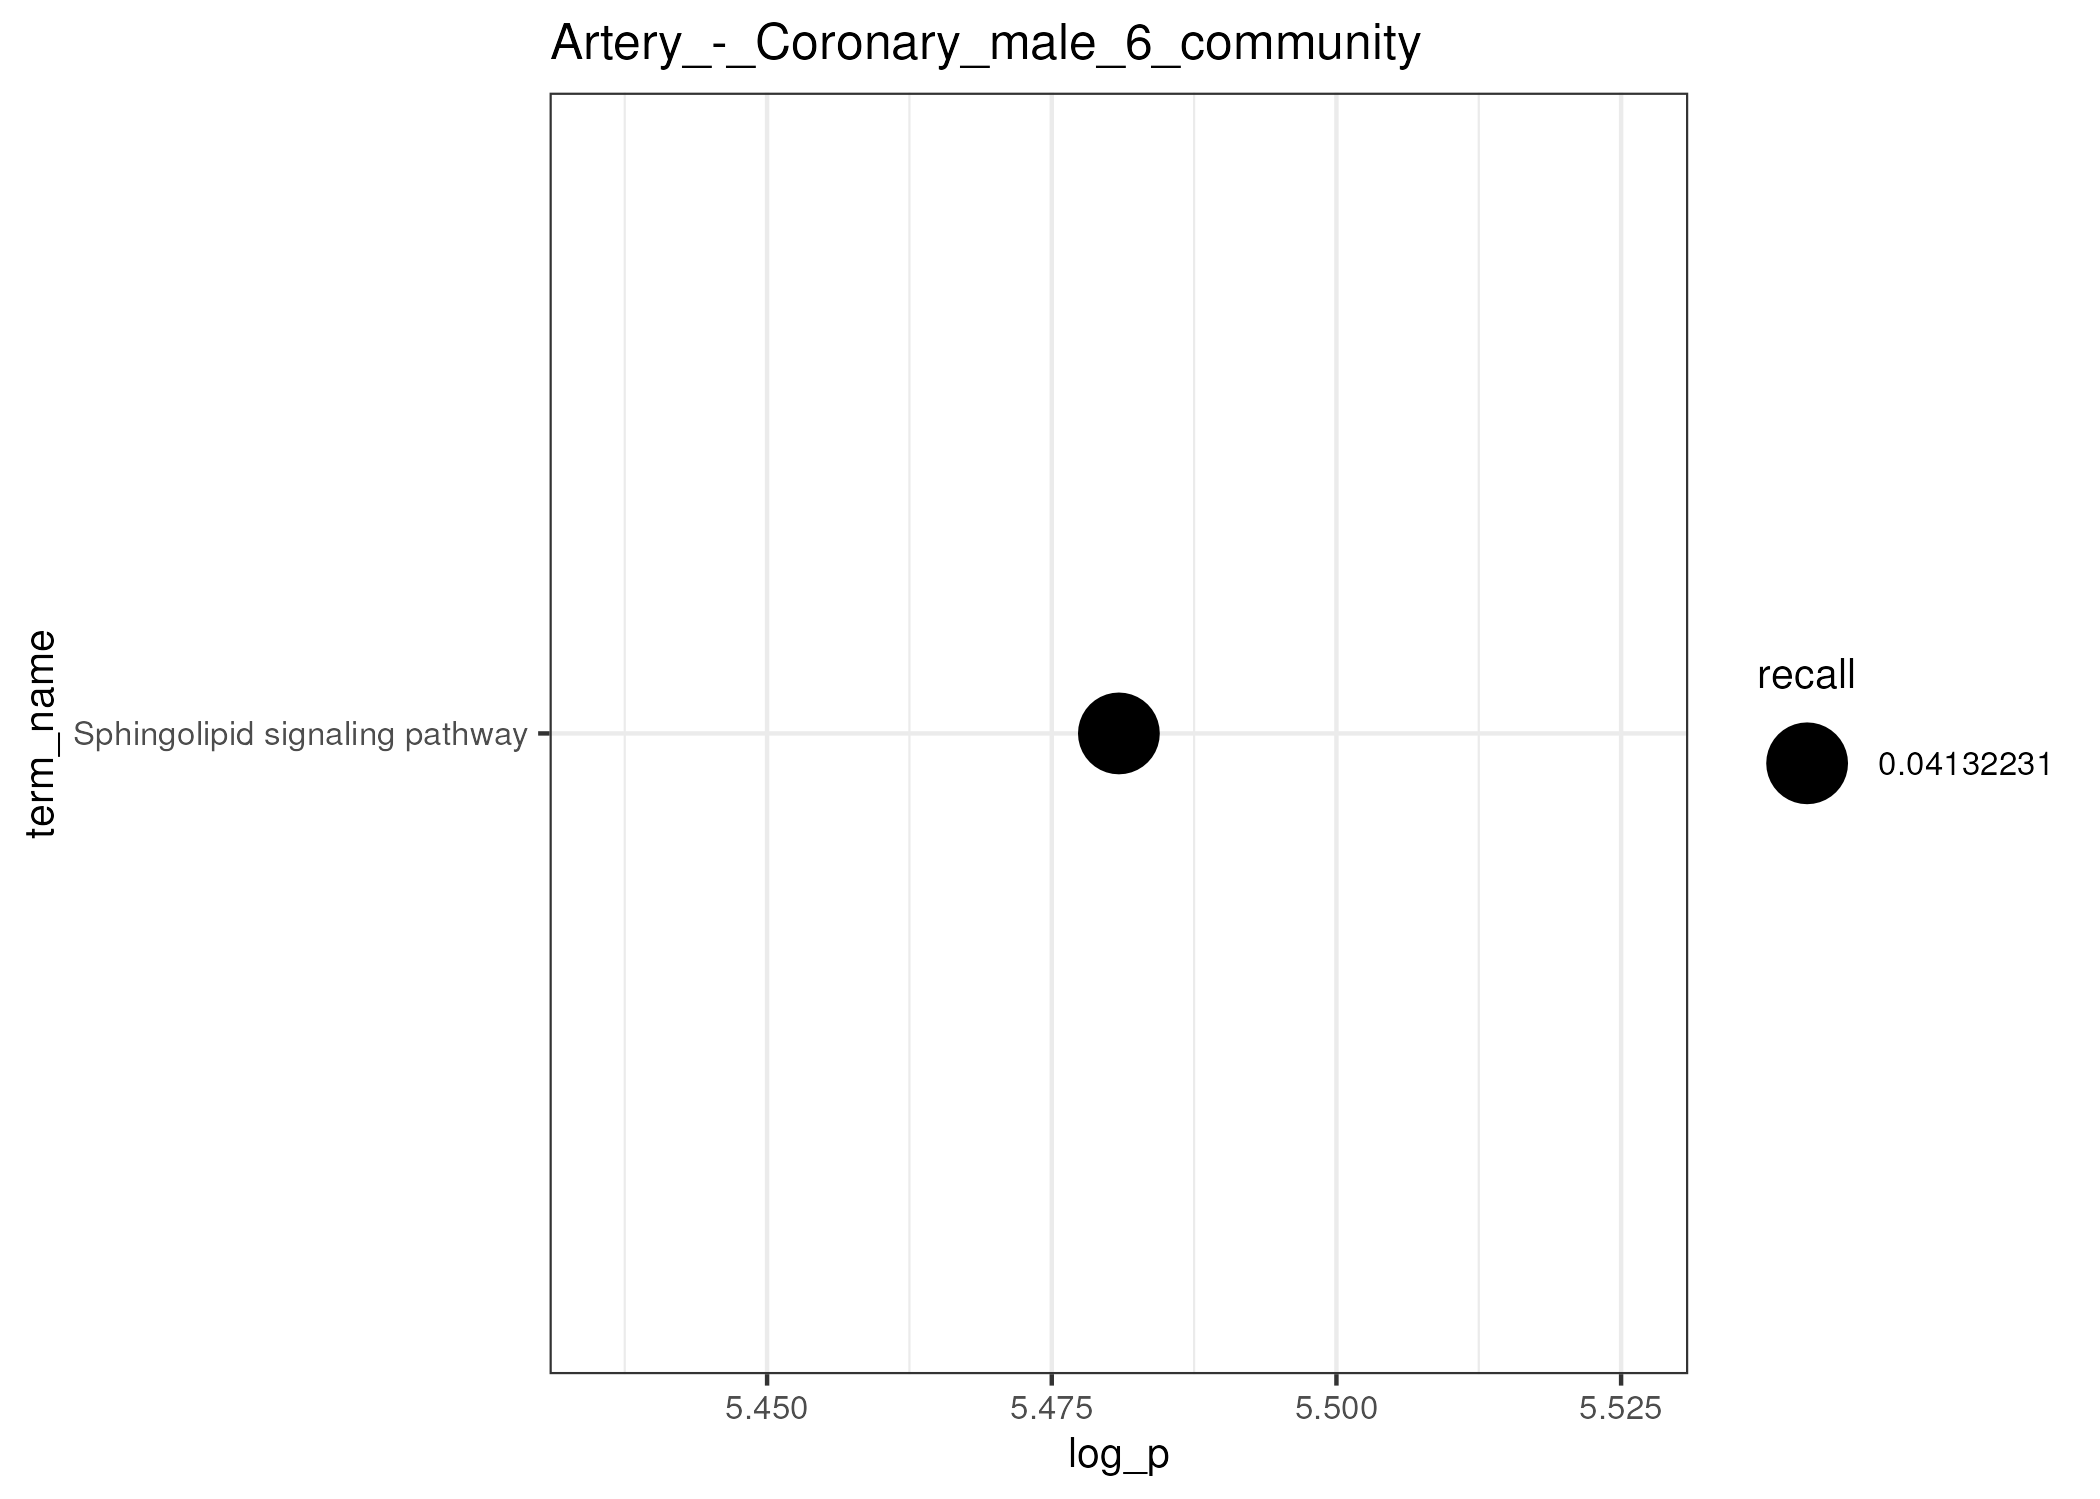 Artery_-_Coronary_male_6_community
term_name
Sphingolipid signaling pathway
recall
0.04132231
5.450
5.475
5.500
5.525
log_p